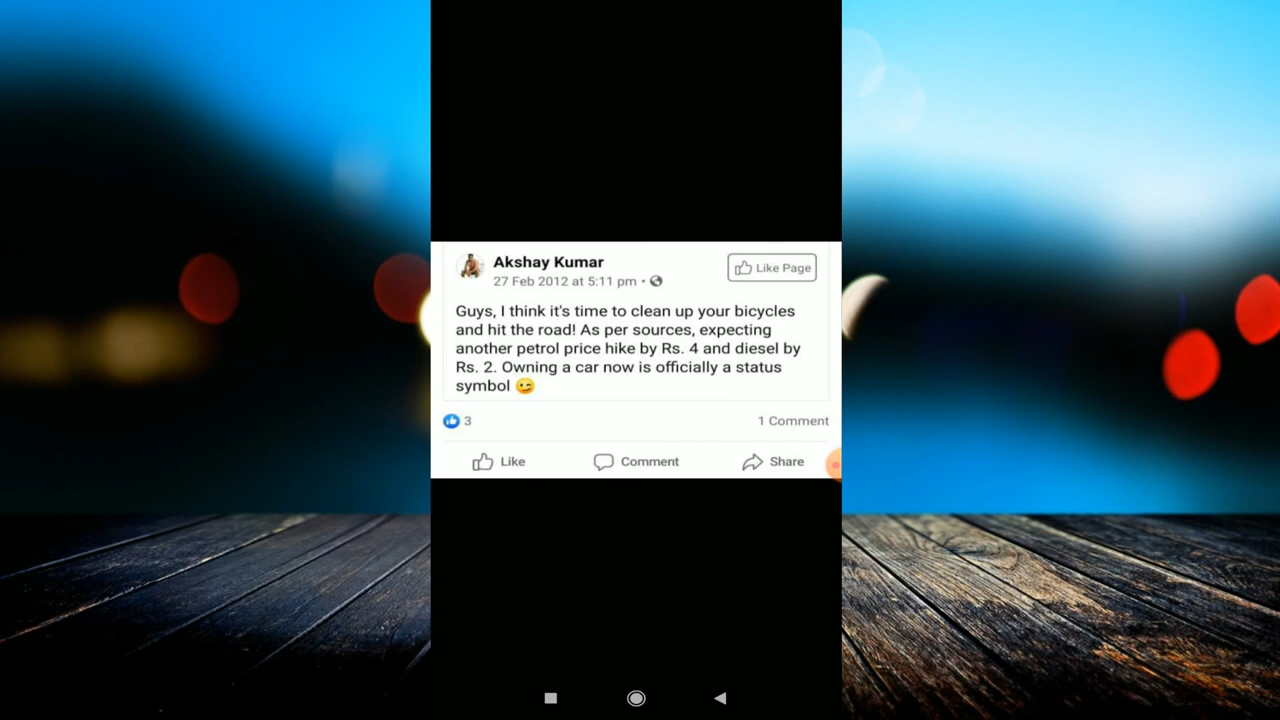 Akshay Kumar
Like Page
27 Feb 2012 at 5:11 pm ·
Guys, I think it's time to clean up your bicycles
and hit the road! As per sources, expecting
another petrol price hike by Rs. 4 and diesel by
Rs. 2. Owning a car now is officially a status
symbol 😉
3
1 Comment
Like
Comment
Share